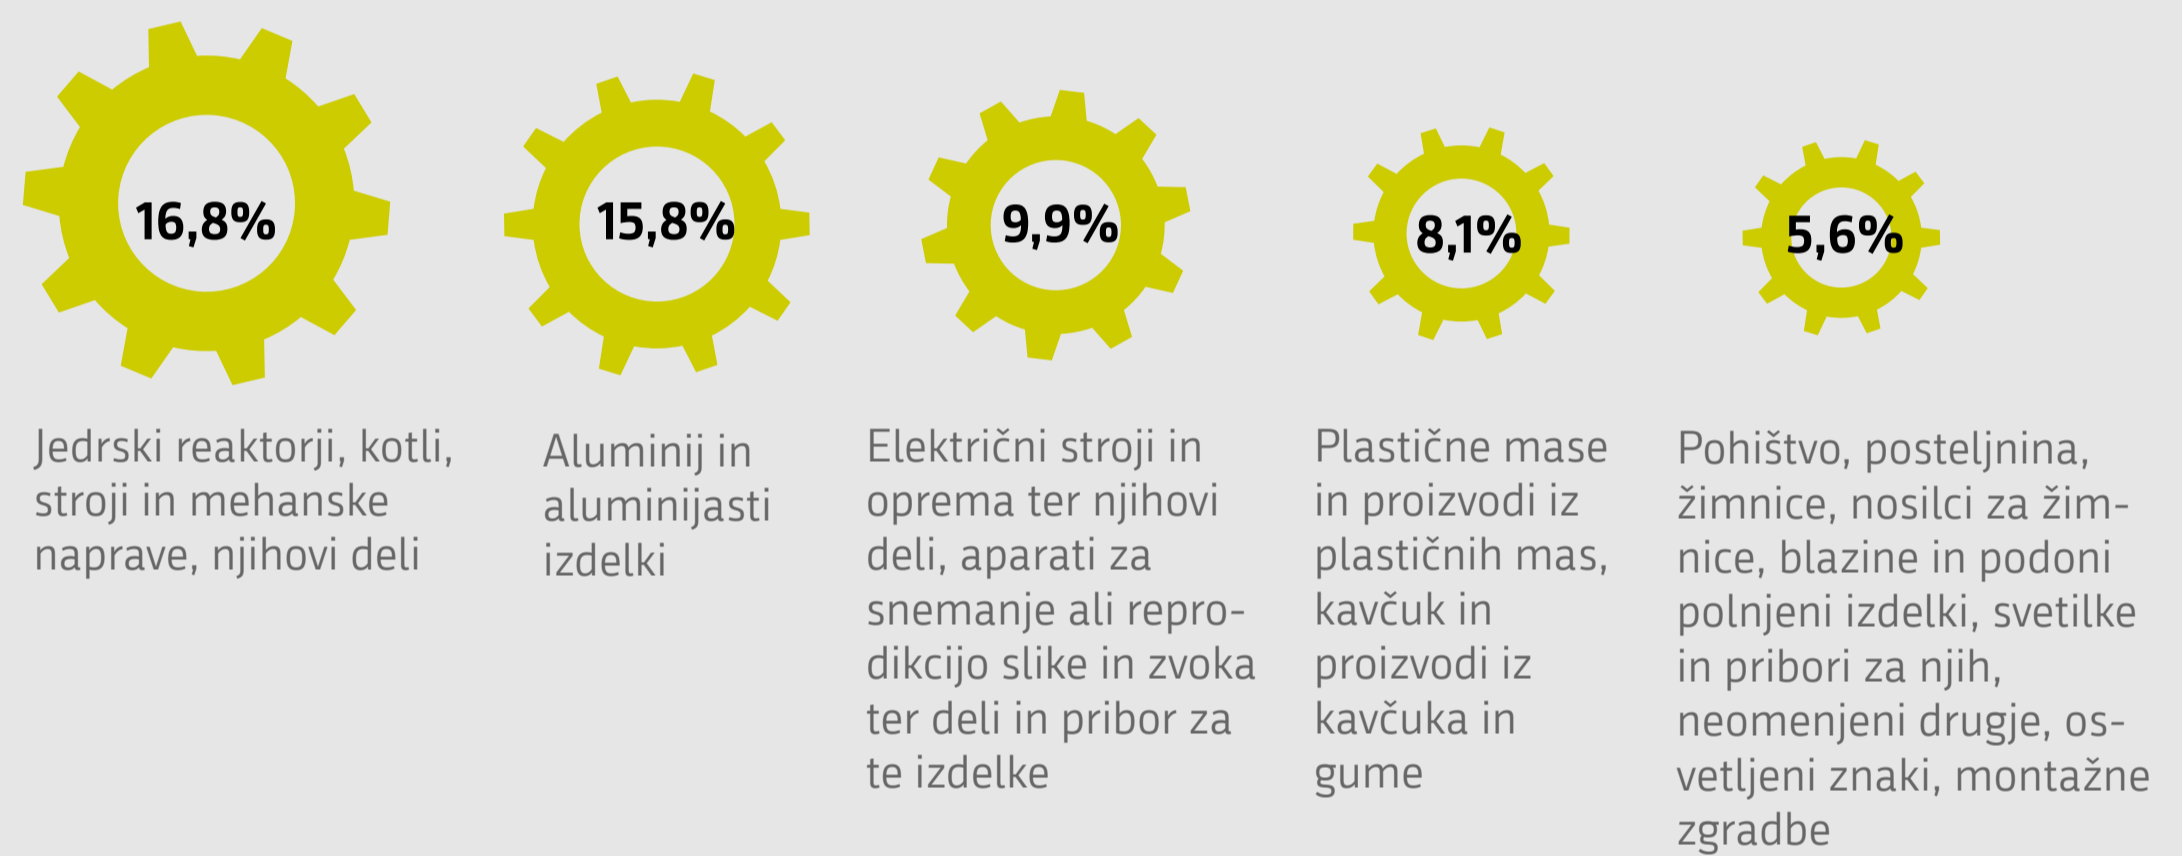 16,8%
Jedrski reaktorji, kotli,
stroji in mehanske
naprave, njihovi deli
15,8%
Aluminij in
aluminijasti
izdelki
9,9%
Električni stroji in
oprema ter njihovi
deli, aparati za
snemanje ali repro-
dikcijo slike in zvoka
ter deli in pribor za
te izdelke
8,1%
Plastične mase
in proizvodi iz
plastičnih mas,
kavčuk in
proizvodi iz
kavčuka in
gume
5,6%
Pohištvo, posteljnina,
žimnice, nosilci za žim-
nice, blazine in podoni
polnjeni izdelki, svetilke
in pribori za njih,
neomenjeni drugje, os-
vetljeni znaki, montažne
zgradbe